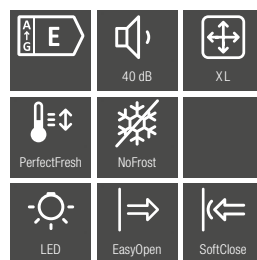 A
G
E
40 dB
XL
PerfectFresh
NoFrost
LED
EasyOpen
SoftClose